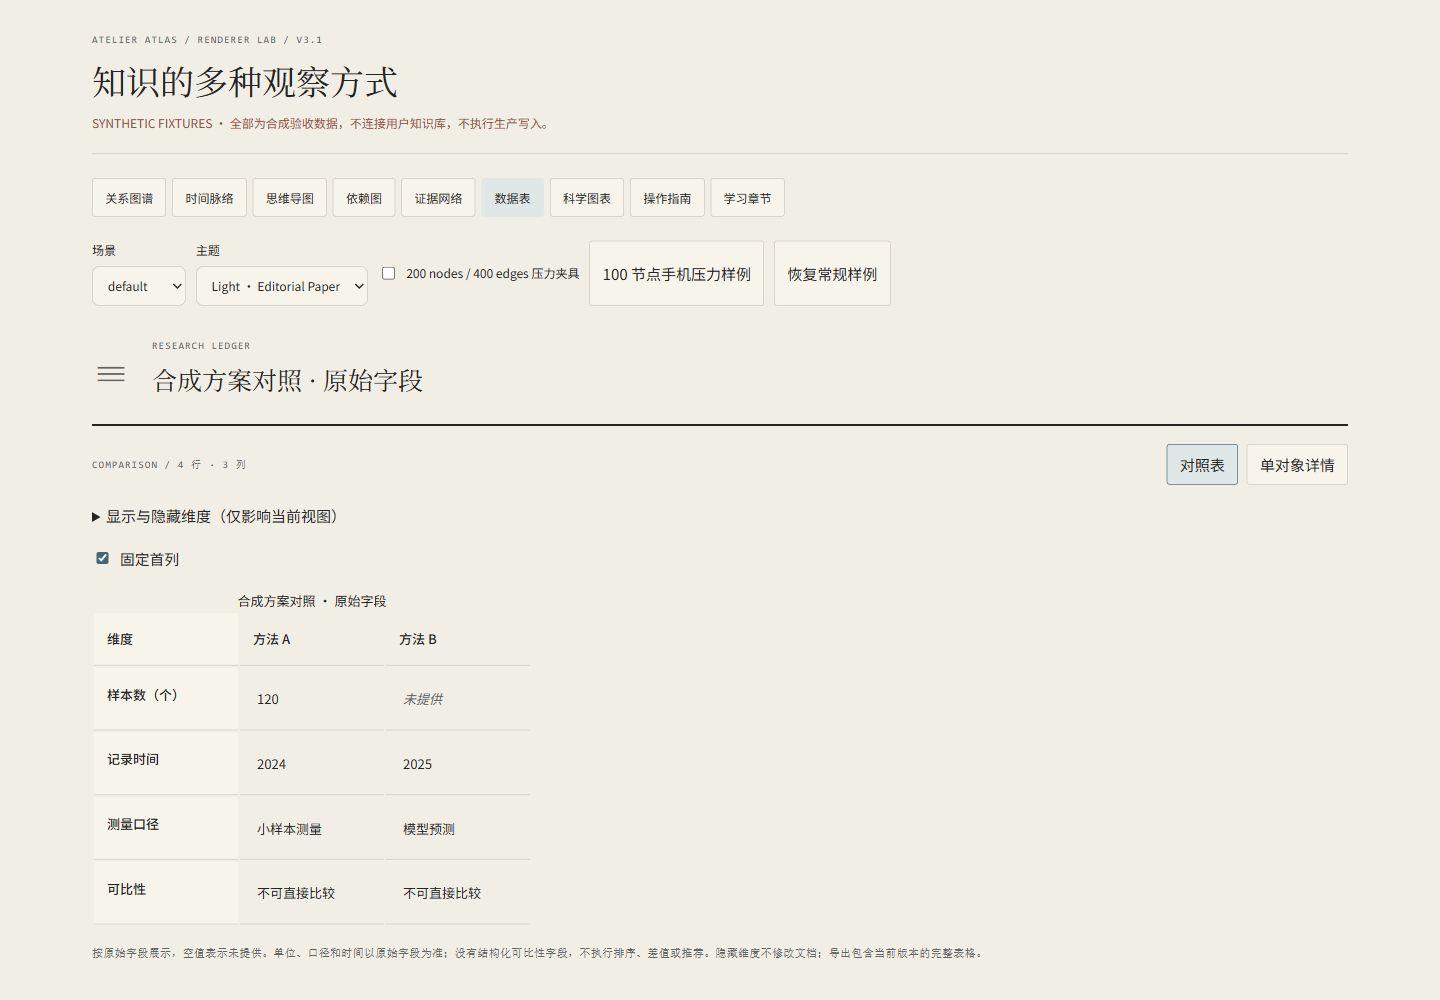 ATELIER ATLAS / RENDERER LAB / V3.1
知识的多种观察方式
SYNTHETIC FIXTURES · 全部为合成验收数据，不连接用户知识库，不执行生产写入。
关系图谱 时间脉络 思维导图 依赖图 证据网络 数据表 科学图表 操作指南 学习章节
场景 主题
default Light · Editorial Paper 200 nodes / 400 edges 压力夹具 100 节点手机压力样例 恢复常规样例
RESEARCH LEDGER
合成方案对照 · 原始字段
COMPARISON / 4 行 · 3 列 对照表 单对象详情
显示与隐藏维度（仅影响当前视图）
固定首列
合成方案对照 · 原始字段
维度 方法 A 方法 B
样本数（个） 120 未提供
记录时间 2024 2025
测量口径 小样本测量 模型预测
可比性 不可直接比较 不可直接比较
按原始字段展示，空值表示未提供。单位、口径和时间以原始字段为准；没有结构化可比性字段，不执行排序、差值或推荐。隐藏维度不修改文档；导出包含当前版本的完整表格。